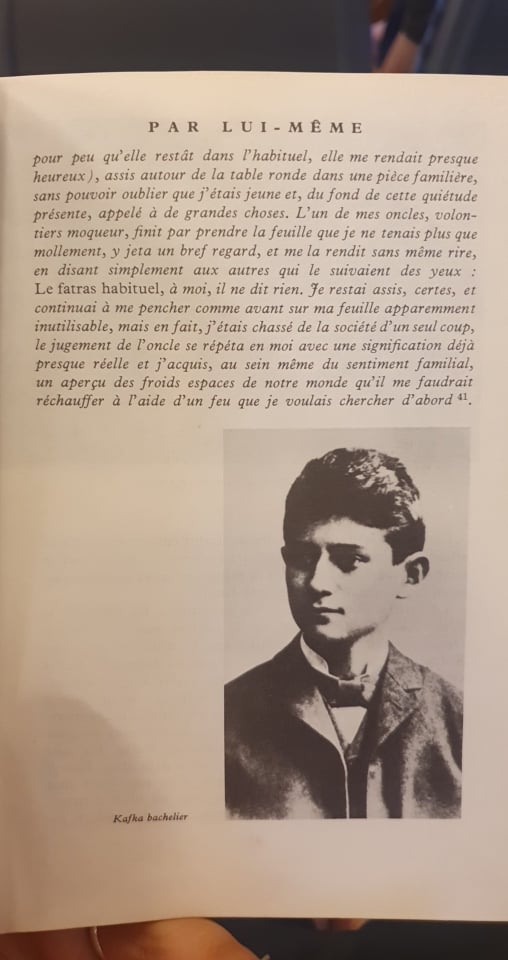 PAR LUI-MÊME
pour peu qu'elle restât dans l'habituel, elle me rendait presque
heureux), assis autour de la table ronde dans une pièce familière,
sans pouvoir oublier que j'étais jeune et, du fond de cette quiétude
présente, appelé à de grandes choses. L'un de mes oncles, volon-
tiers moqueur, finit par prendre la feuille que je ne tenais plus que
mollement, y jeta un bref regard, et me la rendit sans même rire,
en disant simplement aux autres qui le suivaient des yeux :
Le fatras habituel, à moi, il ne dit rien. Je restai assis, certes, et
continuai à me pencher comme avant sur ma feuille apparemment
inutilisable, mais en fait, j'étais chassé de la société d'un seul coup,
le jugement de l'oncle se répéta en moi avec une signification déjà
presque réelle et j'acquis, au sein même du sentiment familial,
un aperçu des froids espaces de notre monde qu'il me faudrait
réchauffer à l'aide d'un feu que je voulais chercher d'abord 41.
Kafka bachelier